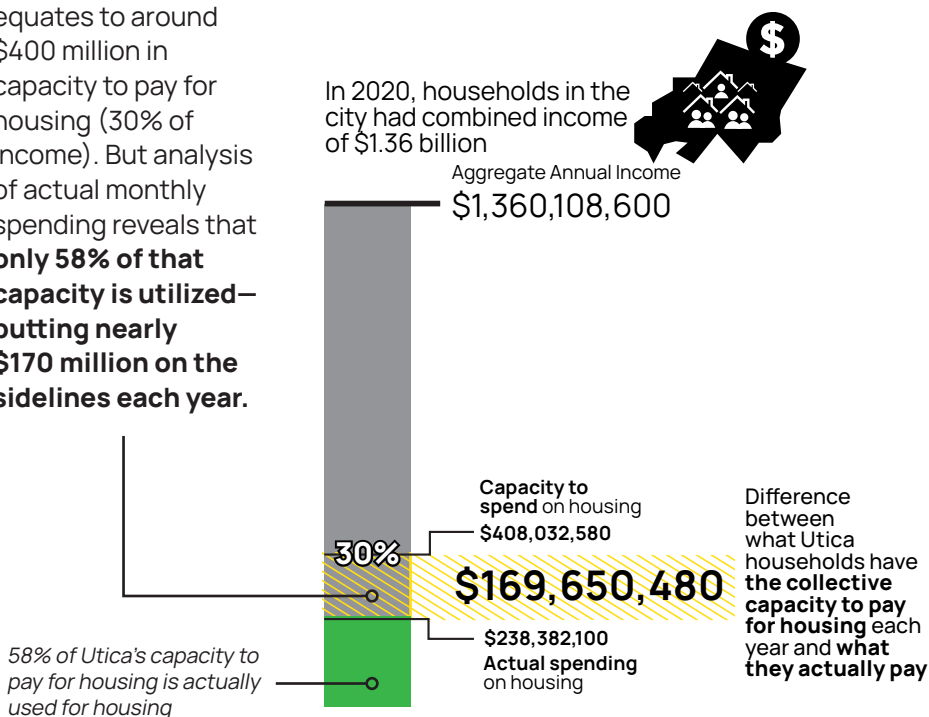 equates to around
$400 million in
capacity to pay for
housing (30% of
income). But analysis
of actual monthly
spending reveals that
only 58% of that
capacity is utilized—
putting nearly
$170 million on the
sidelines each year.
$
In 2020, households in the
city had combined income
of $1.36 billion
Aggregate Annual Income
$1,360,108,600
Capacity to
spend on housing
$408,032,580
30%
$169,650,480
Difference
between
what Utica
households have
the collective
capacity to pay
for housing each
year and what
they actually pay
$238,382,100
Actual spending
on housing
58% of Utica's capacity to
pay for housing is actually
used for housing